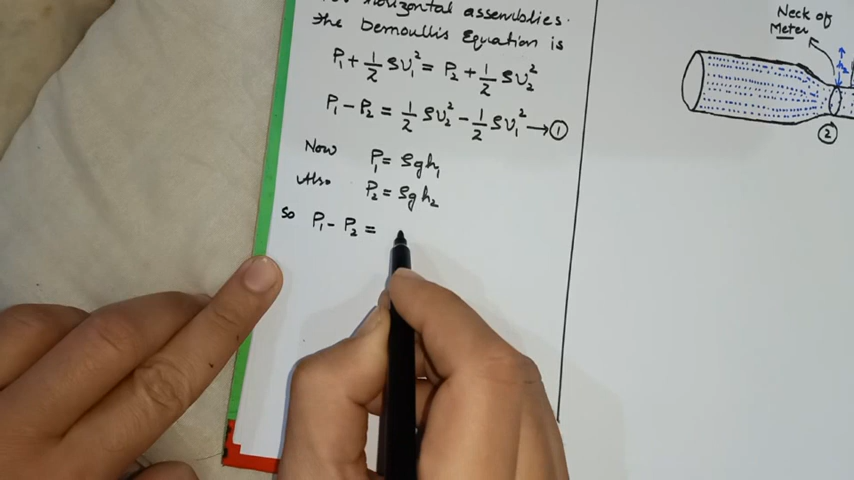 horizontal assemblies.
the Bernoullis Equation is
P₁ + 1/2 ρv₁² = P₂ + 1/2 ρv₂²
P₁ - P₂ = 1/2 ρv₂² - 1/2 ρv₁² → ①
Now P₁ = ρgh₁
Also P₂ = ρgh₂
So P₁ - P₂ =
Neck of
Meter
②